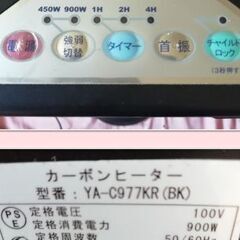 450W 900W 1H 2H 4H
電源 強弱切替 タイマー 首振 チャイルドロック
(3秒押す)
カーボンヒーター
型番:YA-C977KR(BK)
PSE
定格電圧 100V
定格消費電力 900W
定格周波数 50/60Hz